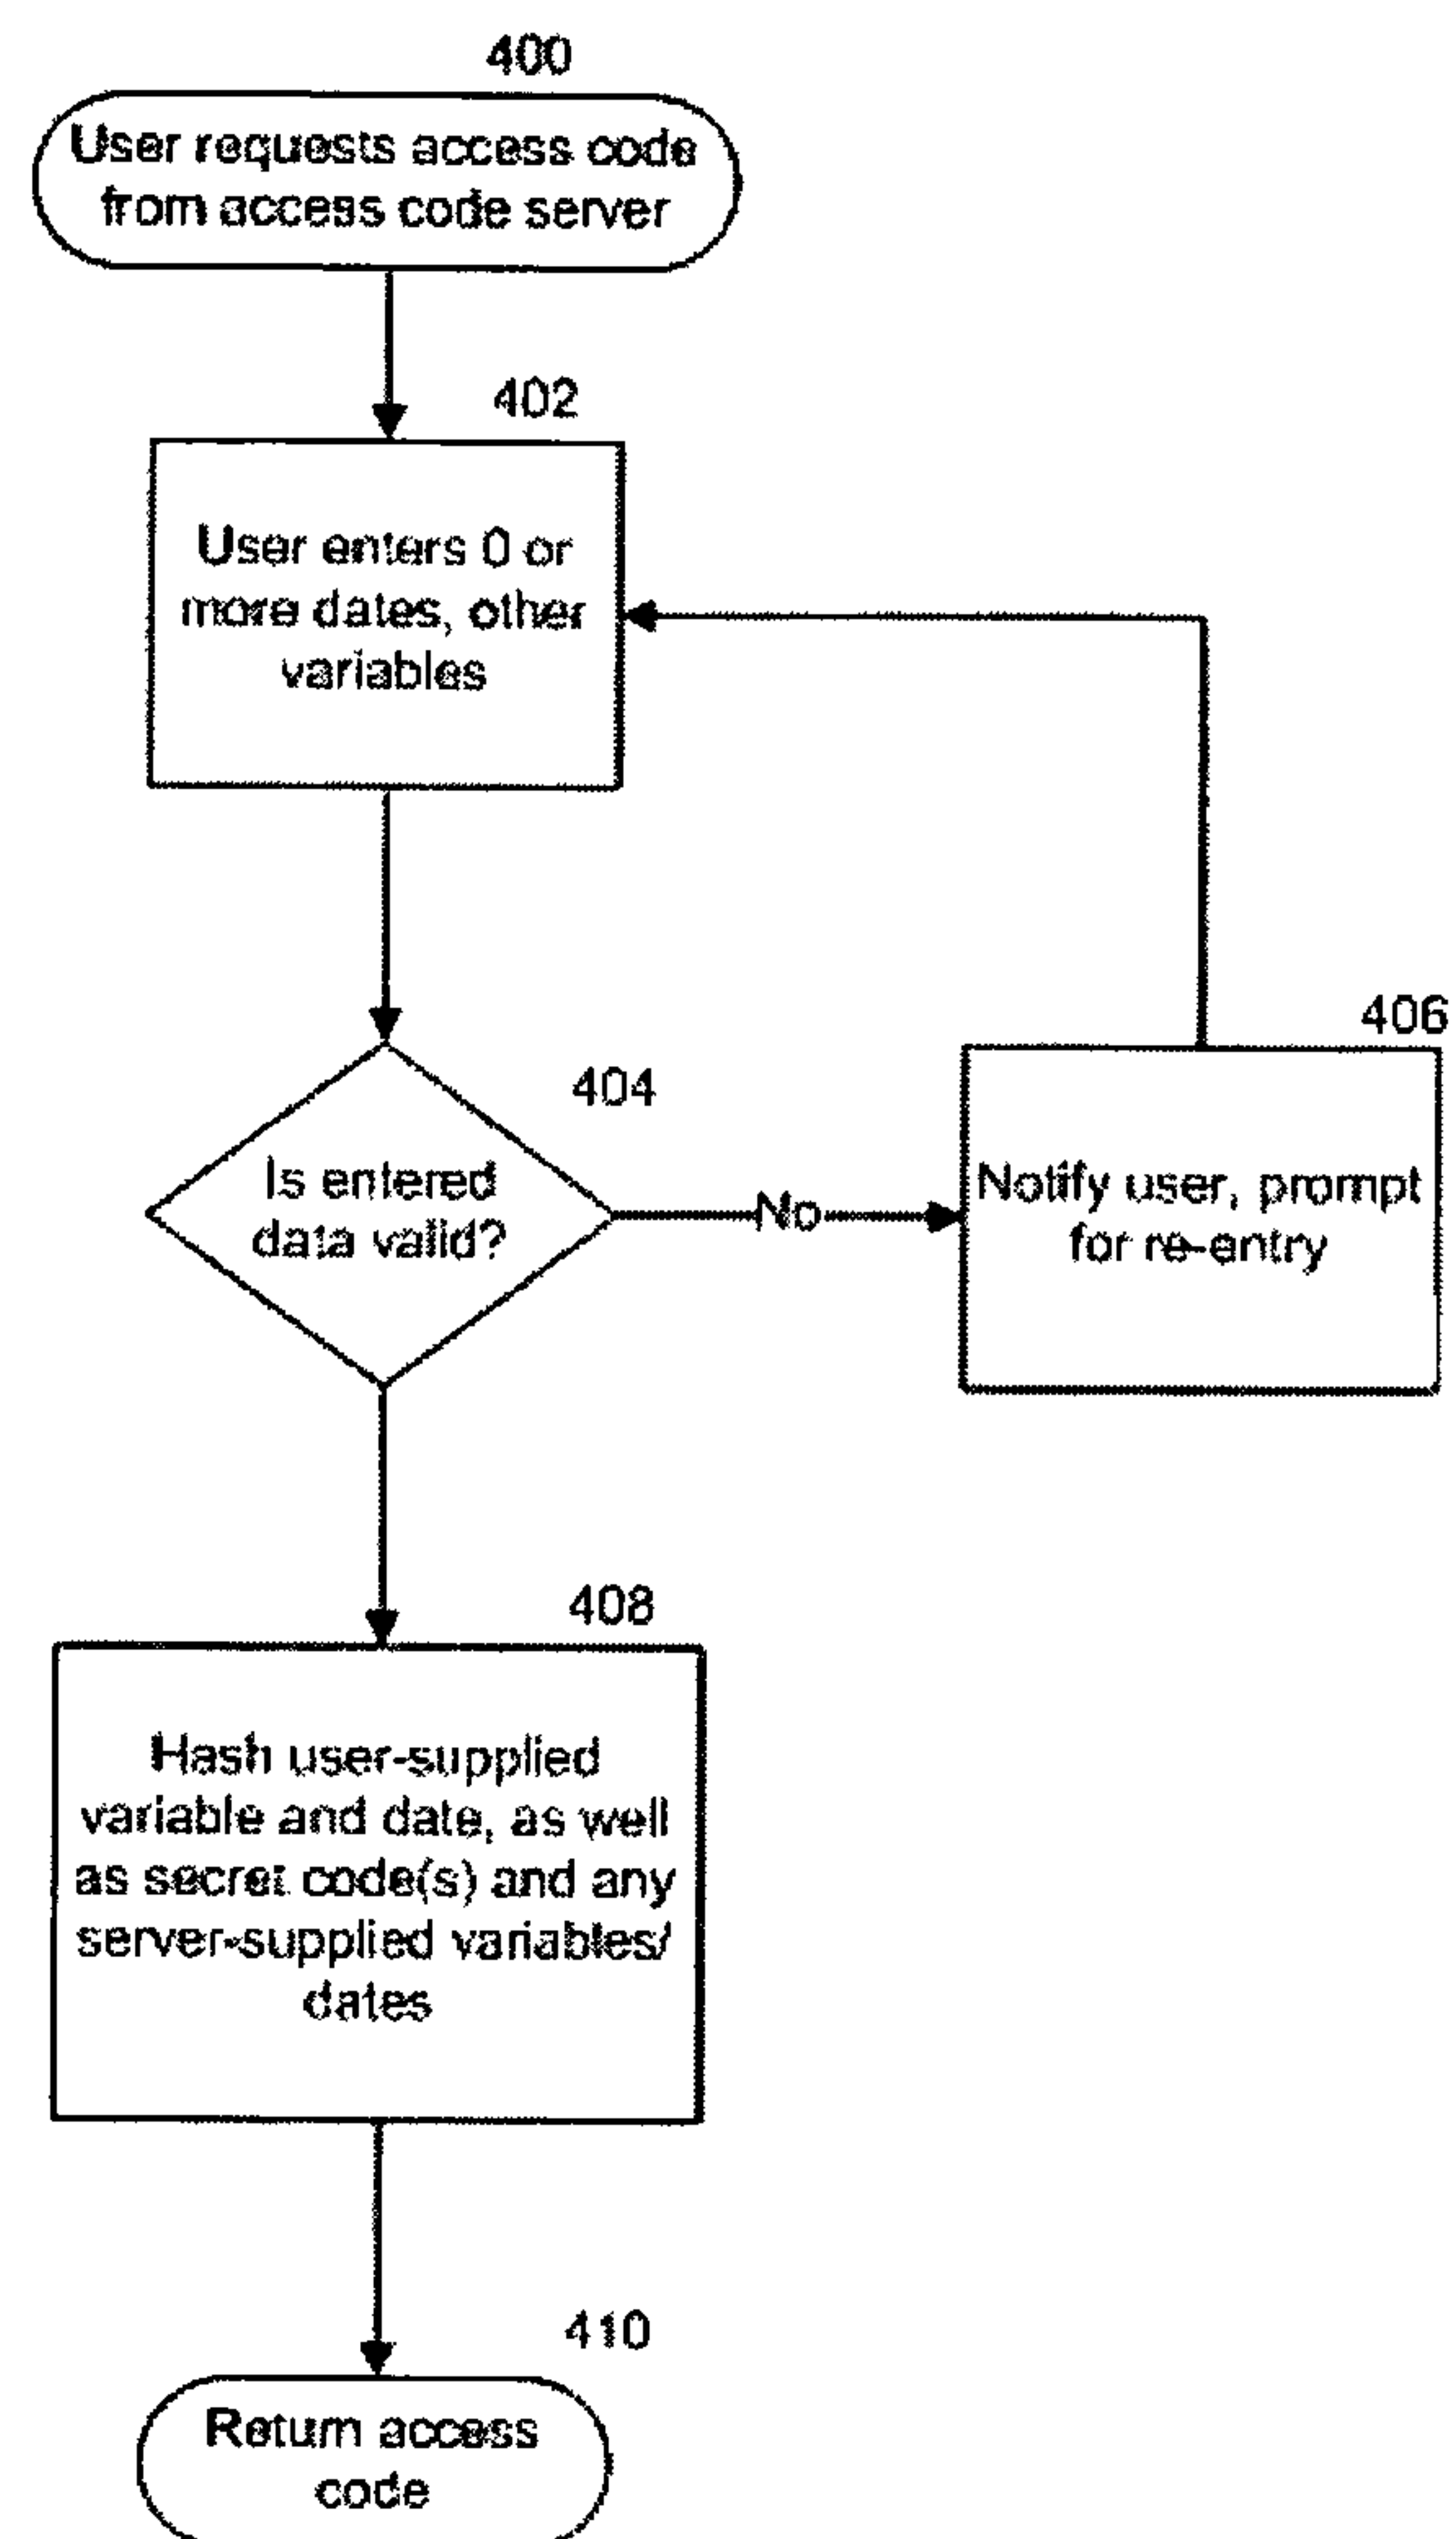 400
User requests access code
from access code server
402
User enters 0 or
more dates, other
variables
404
Is entered
data valid?
No
406
Notify user, prompt
for re-entry
408
Hash user-supplied
variable and date, as well
as secret code(s) and any
server-supplied variables/
dates
410
Return access
code